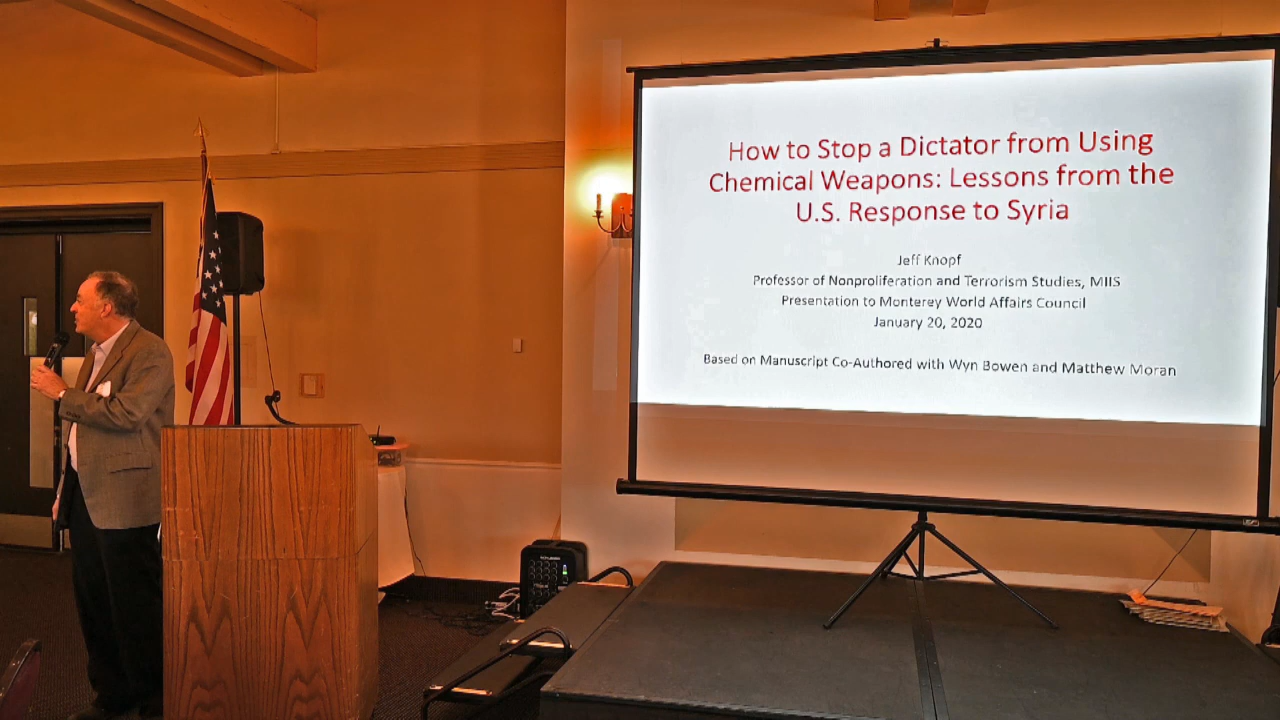 How to Stop a Dictator from Using
Chemical Weapons: Lessons from the
U.S. Response to Syria
Jeff Knopf
Professor of Nonproliferation and Terrorism Studies, MIIS
Presentation to Monterey World Affairs Council
January 20, 2020
Based on Manuscript Co-Authored with Wyn Bowen and Matthew Moran